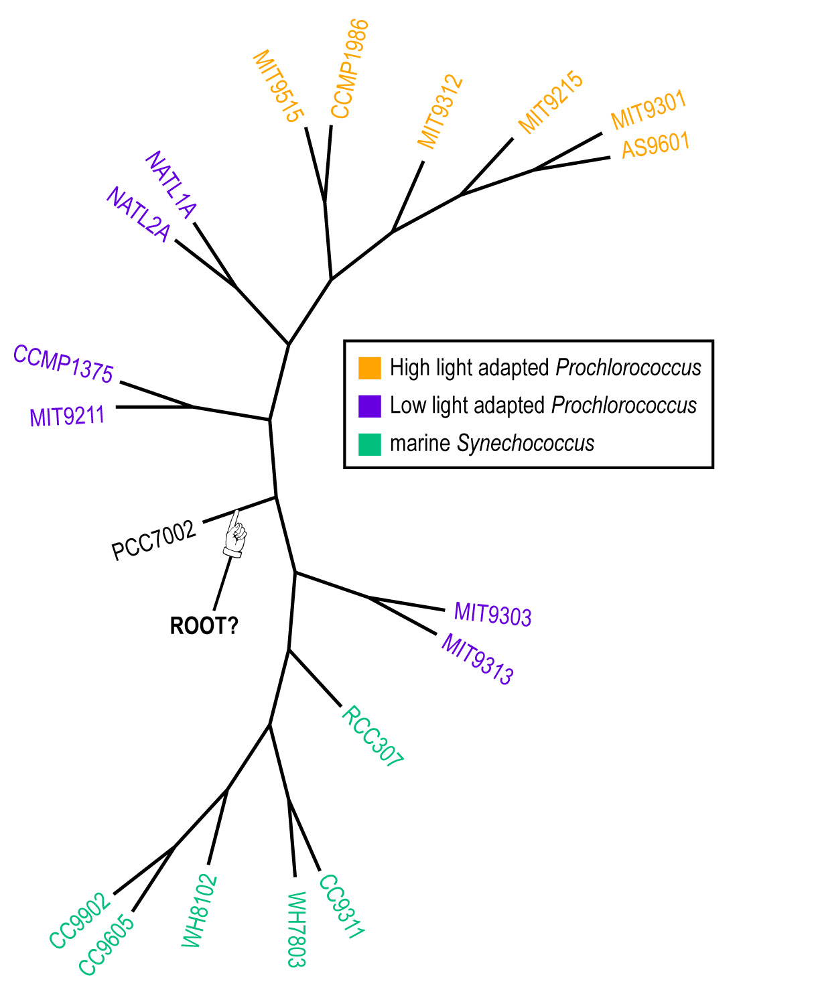 CCMP1986
MIT9515
MIT9312
MIT9215
MIT9301
AS9601
NATL1A
NATL2A
CCMP1375
MIT9211
High light adapted Prochlorococcus
Low light adapted Prochlorococcus
marine Synechococcus
PCC7002
ROOT?
MIT9303
MIT9313
RCC307
CC9902
CC9605
WH8102
WH7803
CC9311